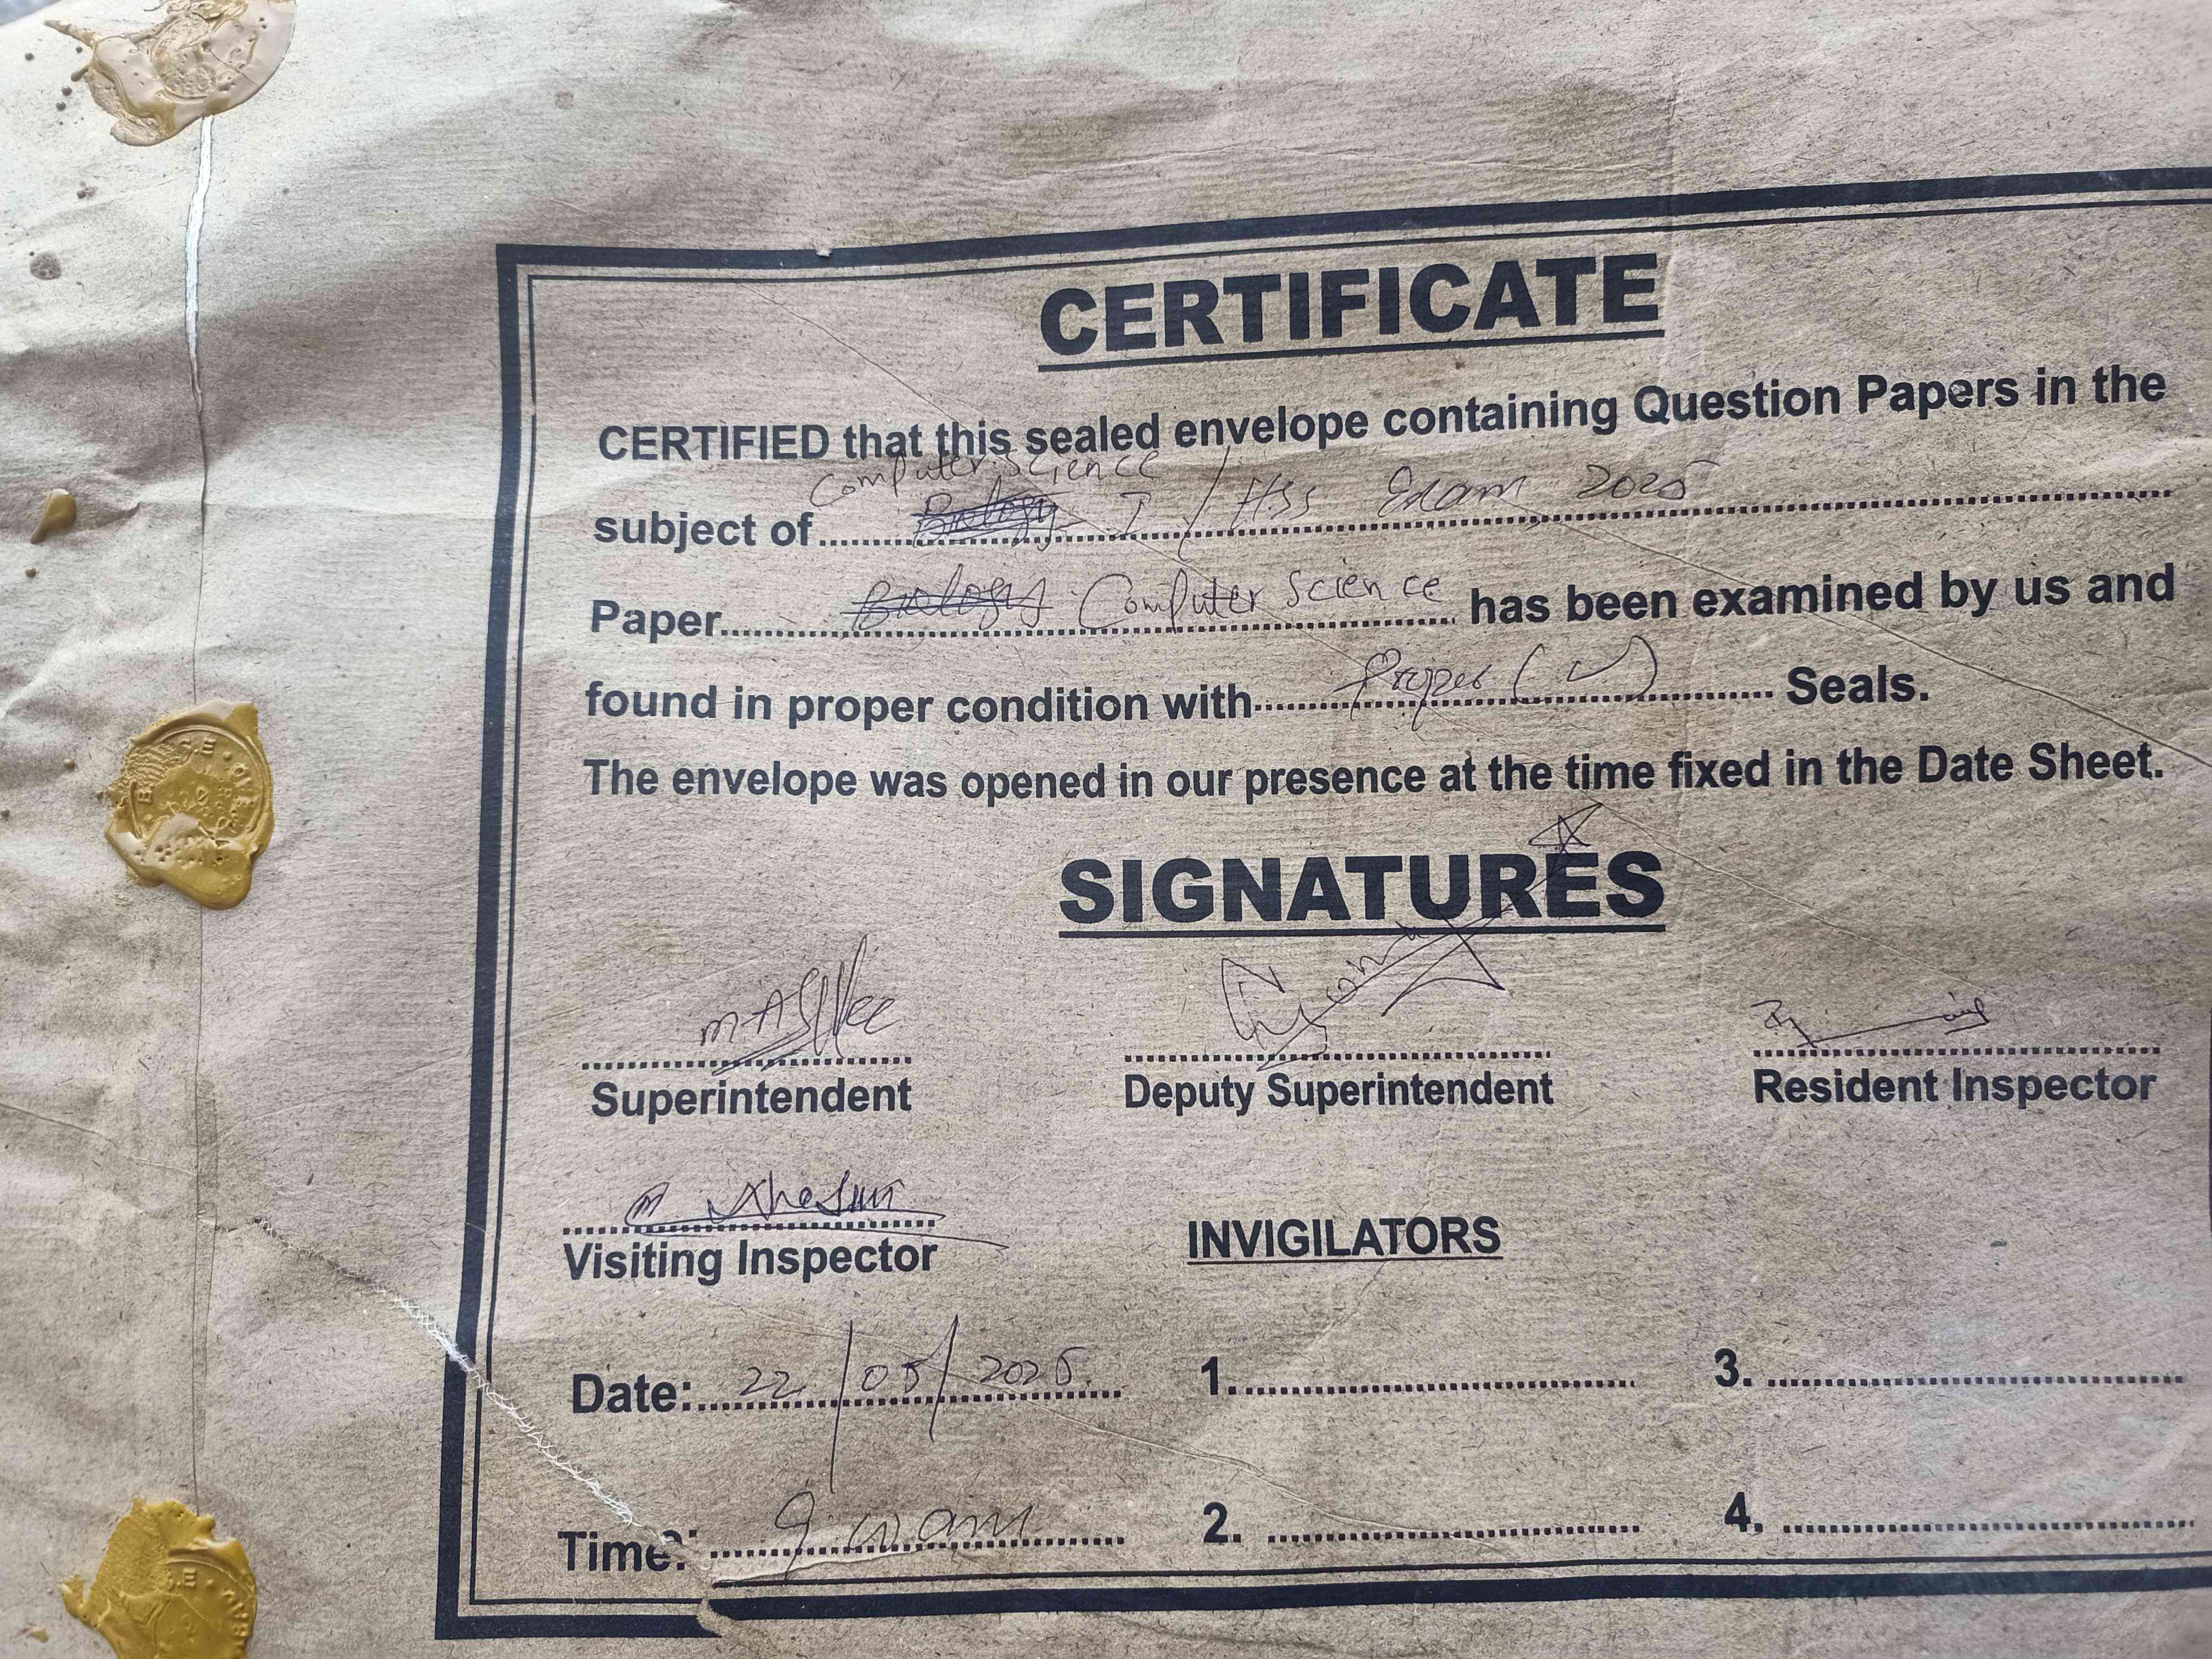 CERTIFICATE
CERTIFIED that this sealed envelope containing Question Papers in the
Computer science
subject of Biology I / HSS Exam, 2025
Paper Biology Computer Science has been examined by us and
found in proper condition with Proper (✓) Seals.
The envelope was opened in our presence at the time fixed in the Date Sheet.
SIGNATURES
Superintendent Deputy Superintendent Resident Inspector
Visiting Inspector INVIGILATORS
Date: 22/05/2025 1. 3.
Time: 2. 4.